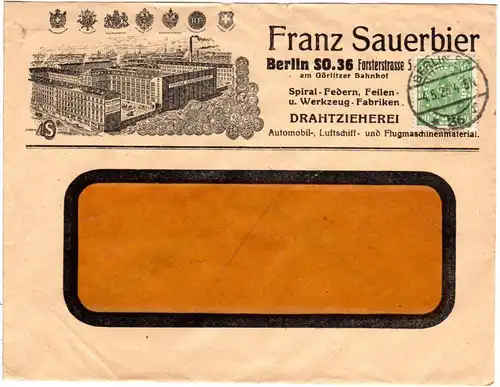 Franz Sauerbier
Berlin SO.36 Forsterstrasse 5
am Görlitzer Bahnhof
Spiral-Federn, Feilen-
u. Werkzeug-Fabriken.
DRAHTZIEHEREI
Automobil-, Luftschiff- und Flugmaschinenmaterial.
BERLIN
S